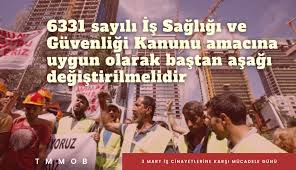 6331 sayılı İş Sağlığı ve
Güvenliği Kanunu amacına
uygun olarak baştan aşağı
değiştirilmelidir
TMMOB
3 MART İŞ CİNAYETLERİNE KARŞI MÜCADELE GÜNÜ